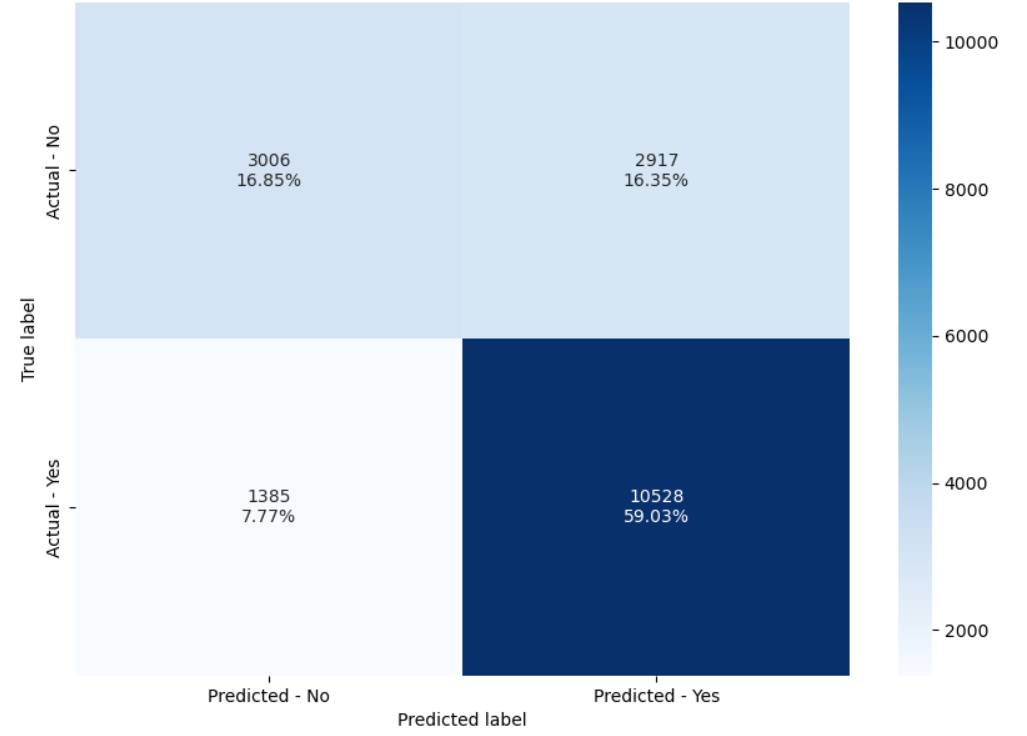 10000
Actual - No
3006
16.85%
2917
16.35%
8000
True label
6000
Actual - Yes
1385
7.77%
10528
59.03%
4000
2000
Predicted - No
Predicted - Yes
Predicted label